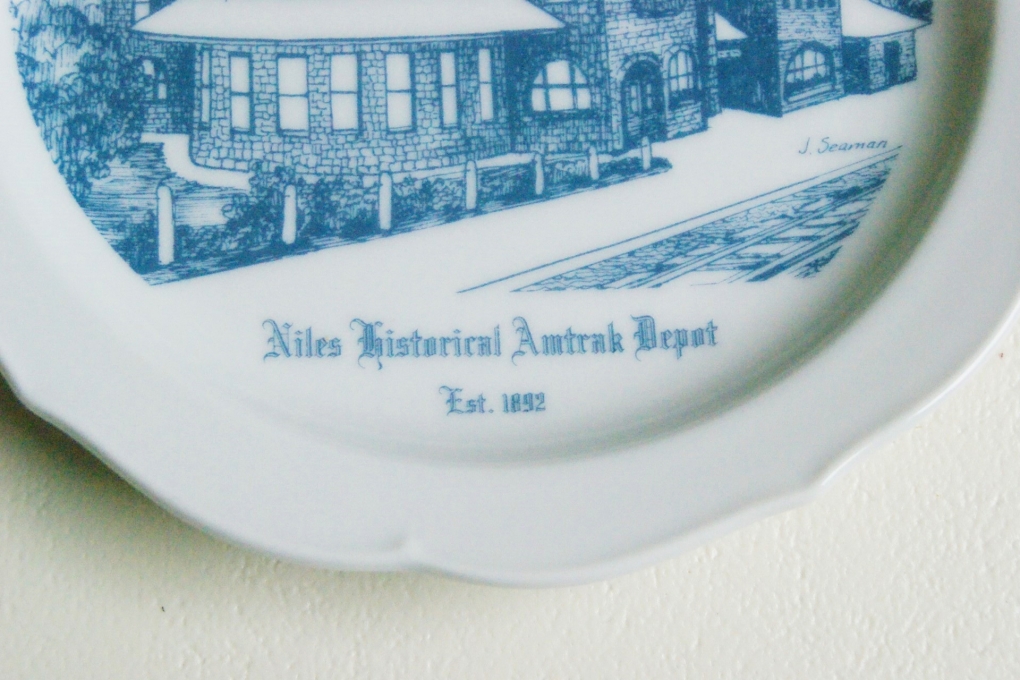 J. Seaman
Niles Historical Amtrak Depot
Est. 1892